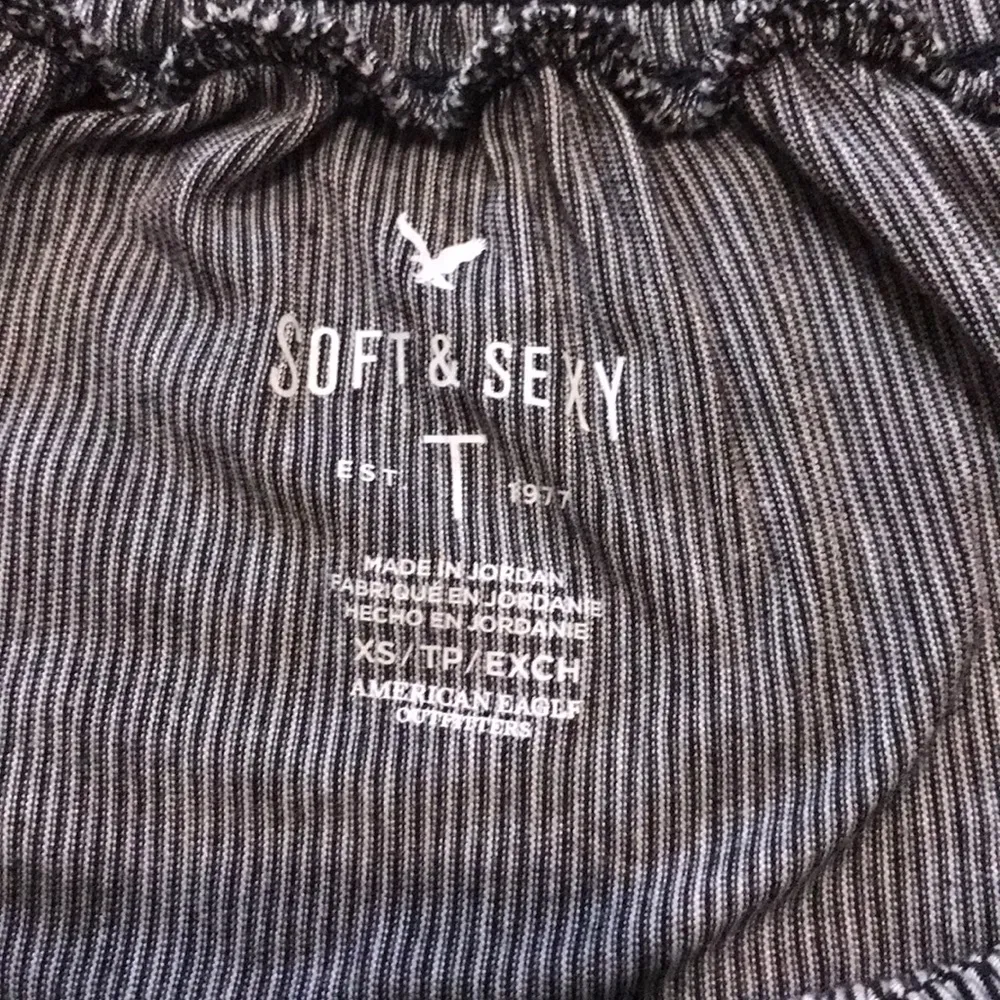 SOFT & SEXY
T
EST. 1977
MADE IN JORDAN
FABRIQUE EN JORDANIE
HECHO EN JORDANIE
XS/TP/EXCH
AMERICAN EAGLE
OUTFITTERS